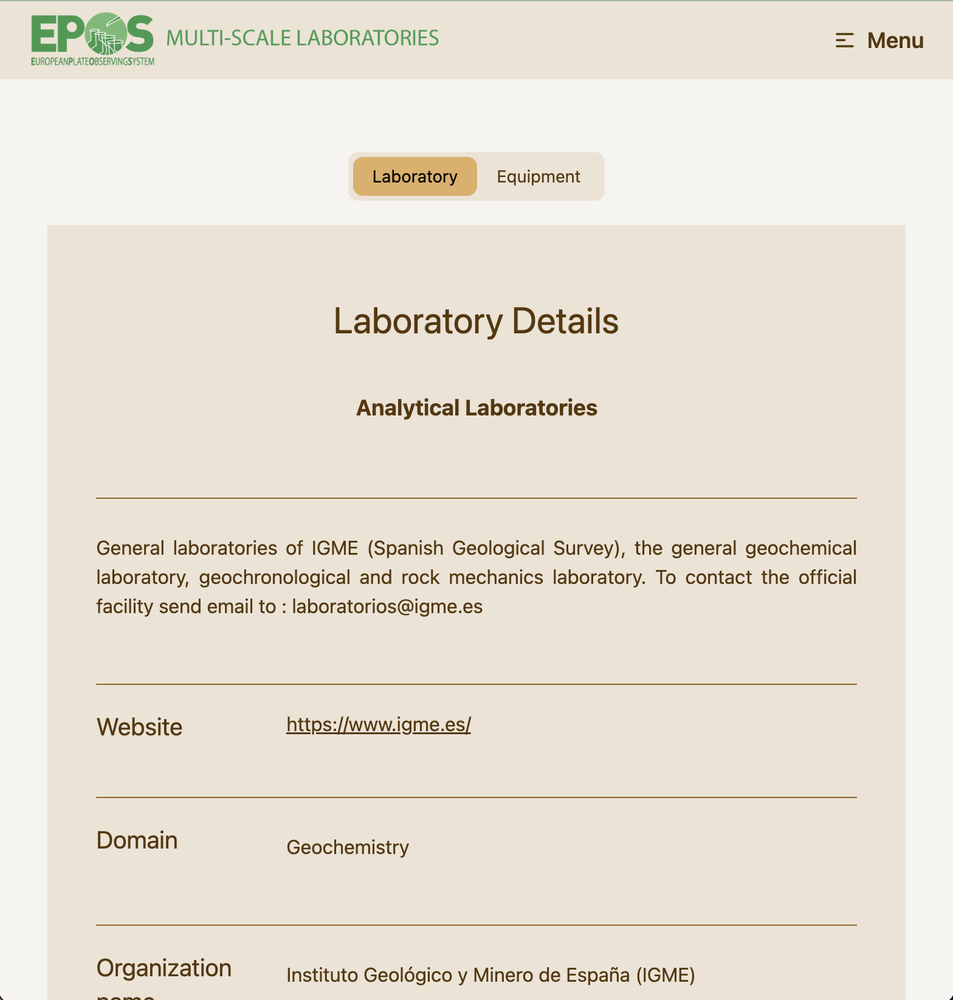 EPOS
EUROPEANPLATEOBSERVINGSYSTEM
MULTI-SCALE LABORATORIES
Menu
Laboratory
Equipment
Laboratory Details
Analytical Laboratories
General laboratories of IGME (Spanish Geological Survey), the general geochemical
laboratory, geochronological and rock mechanics laboratory. To contact the official
facility send email to : laboratorios@igme.es
Website
https://www.igme.es/
Domain
Geochemistry
Organization
Instituto Geológico y Minero de España (IGME)
name